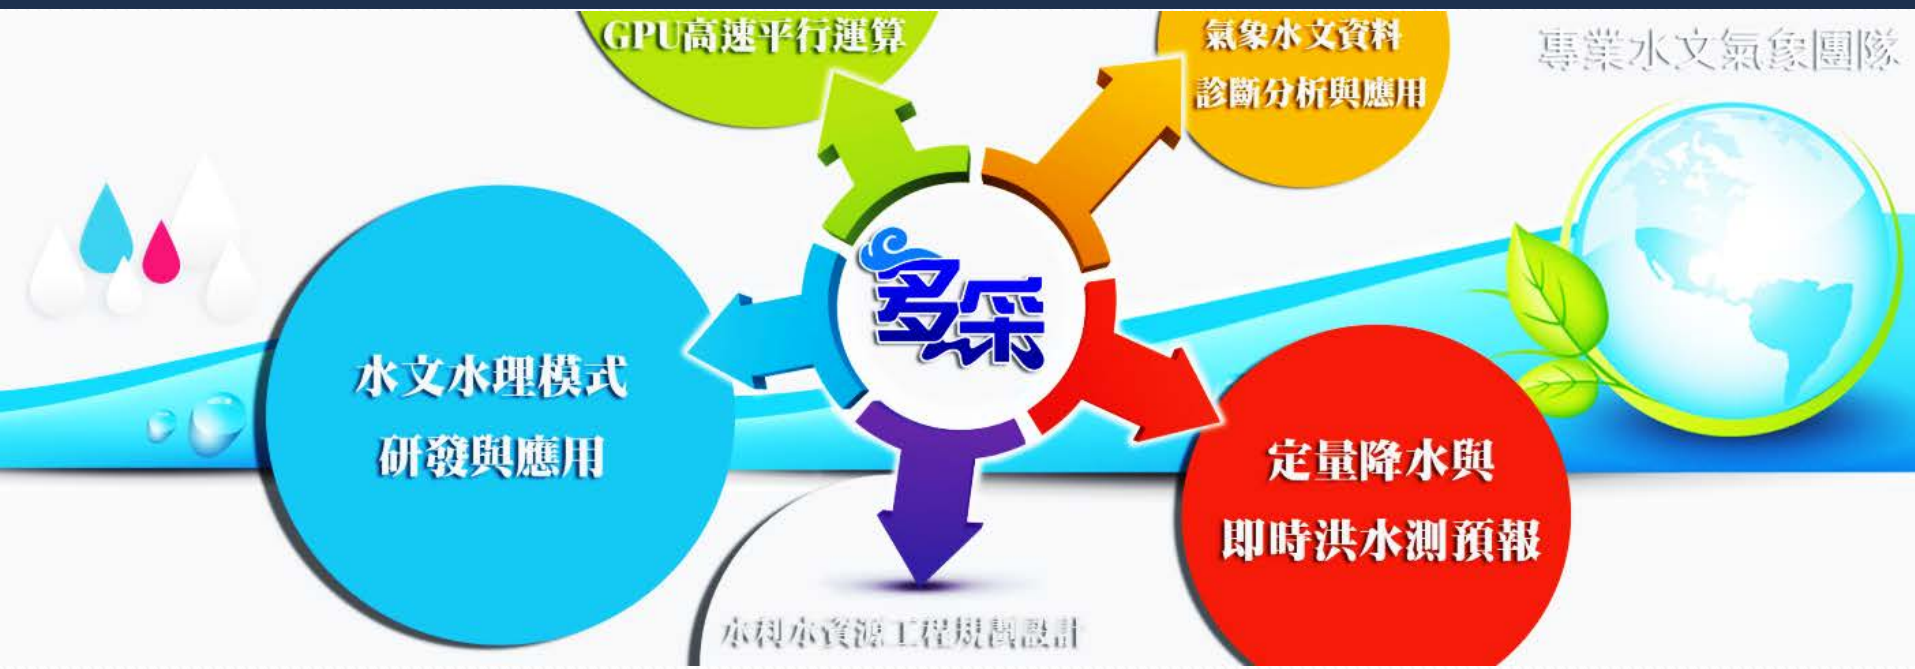 GPU高速平行運算
氣象水文資料
診斷分析與應用
專業水文氣象團隊
多采
水文水理模式
研發與應用
定量降水與
即時洪水測預報
水利水資源工程規劃設計